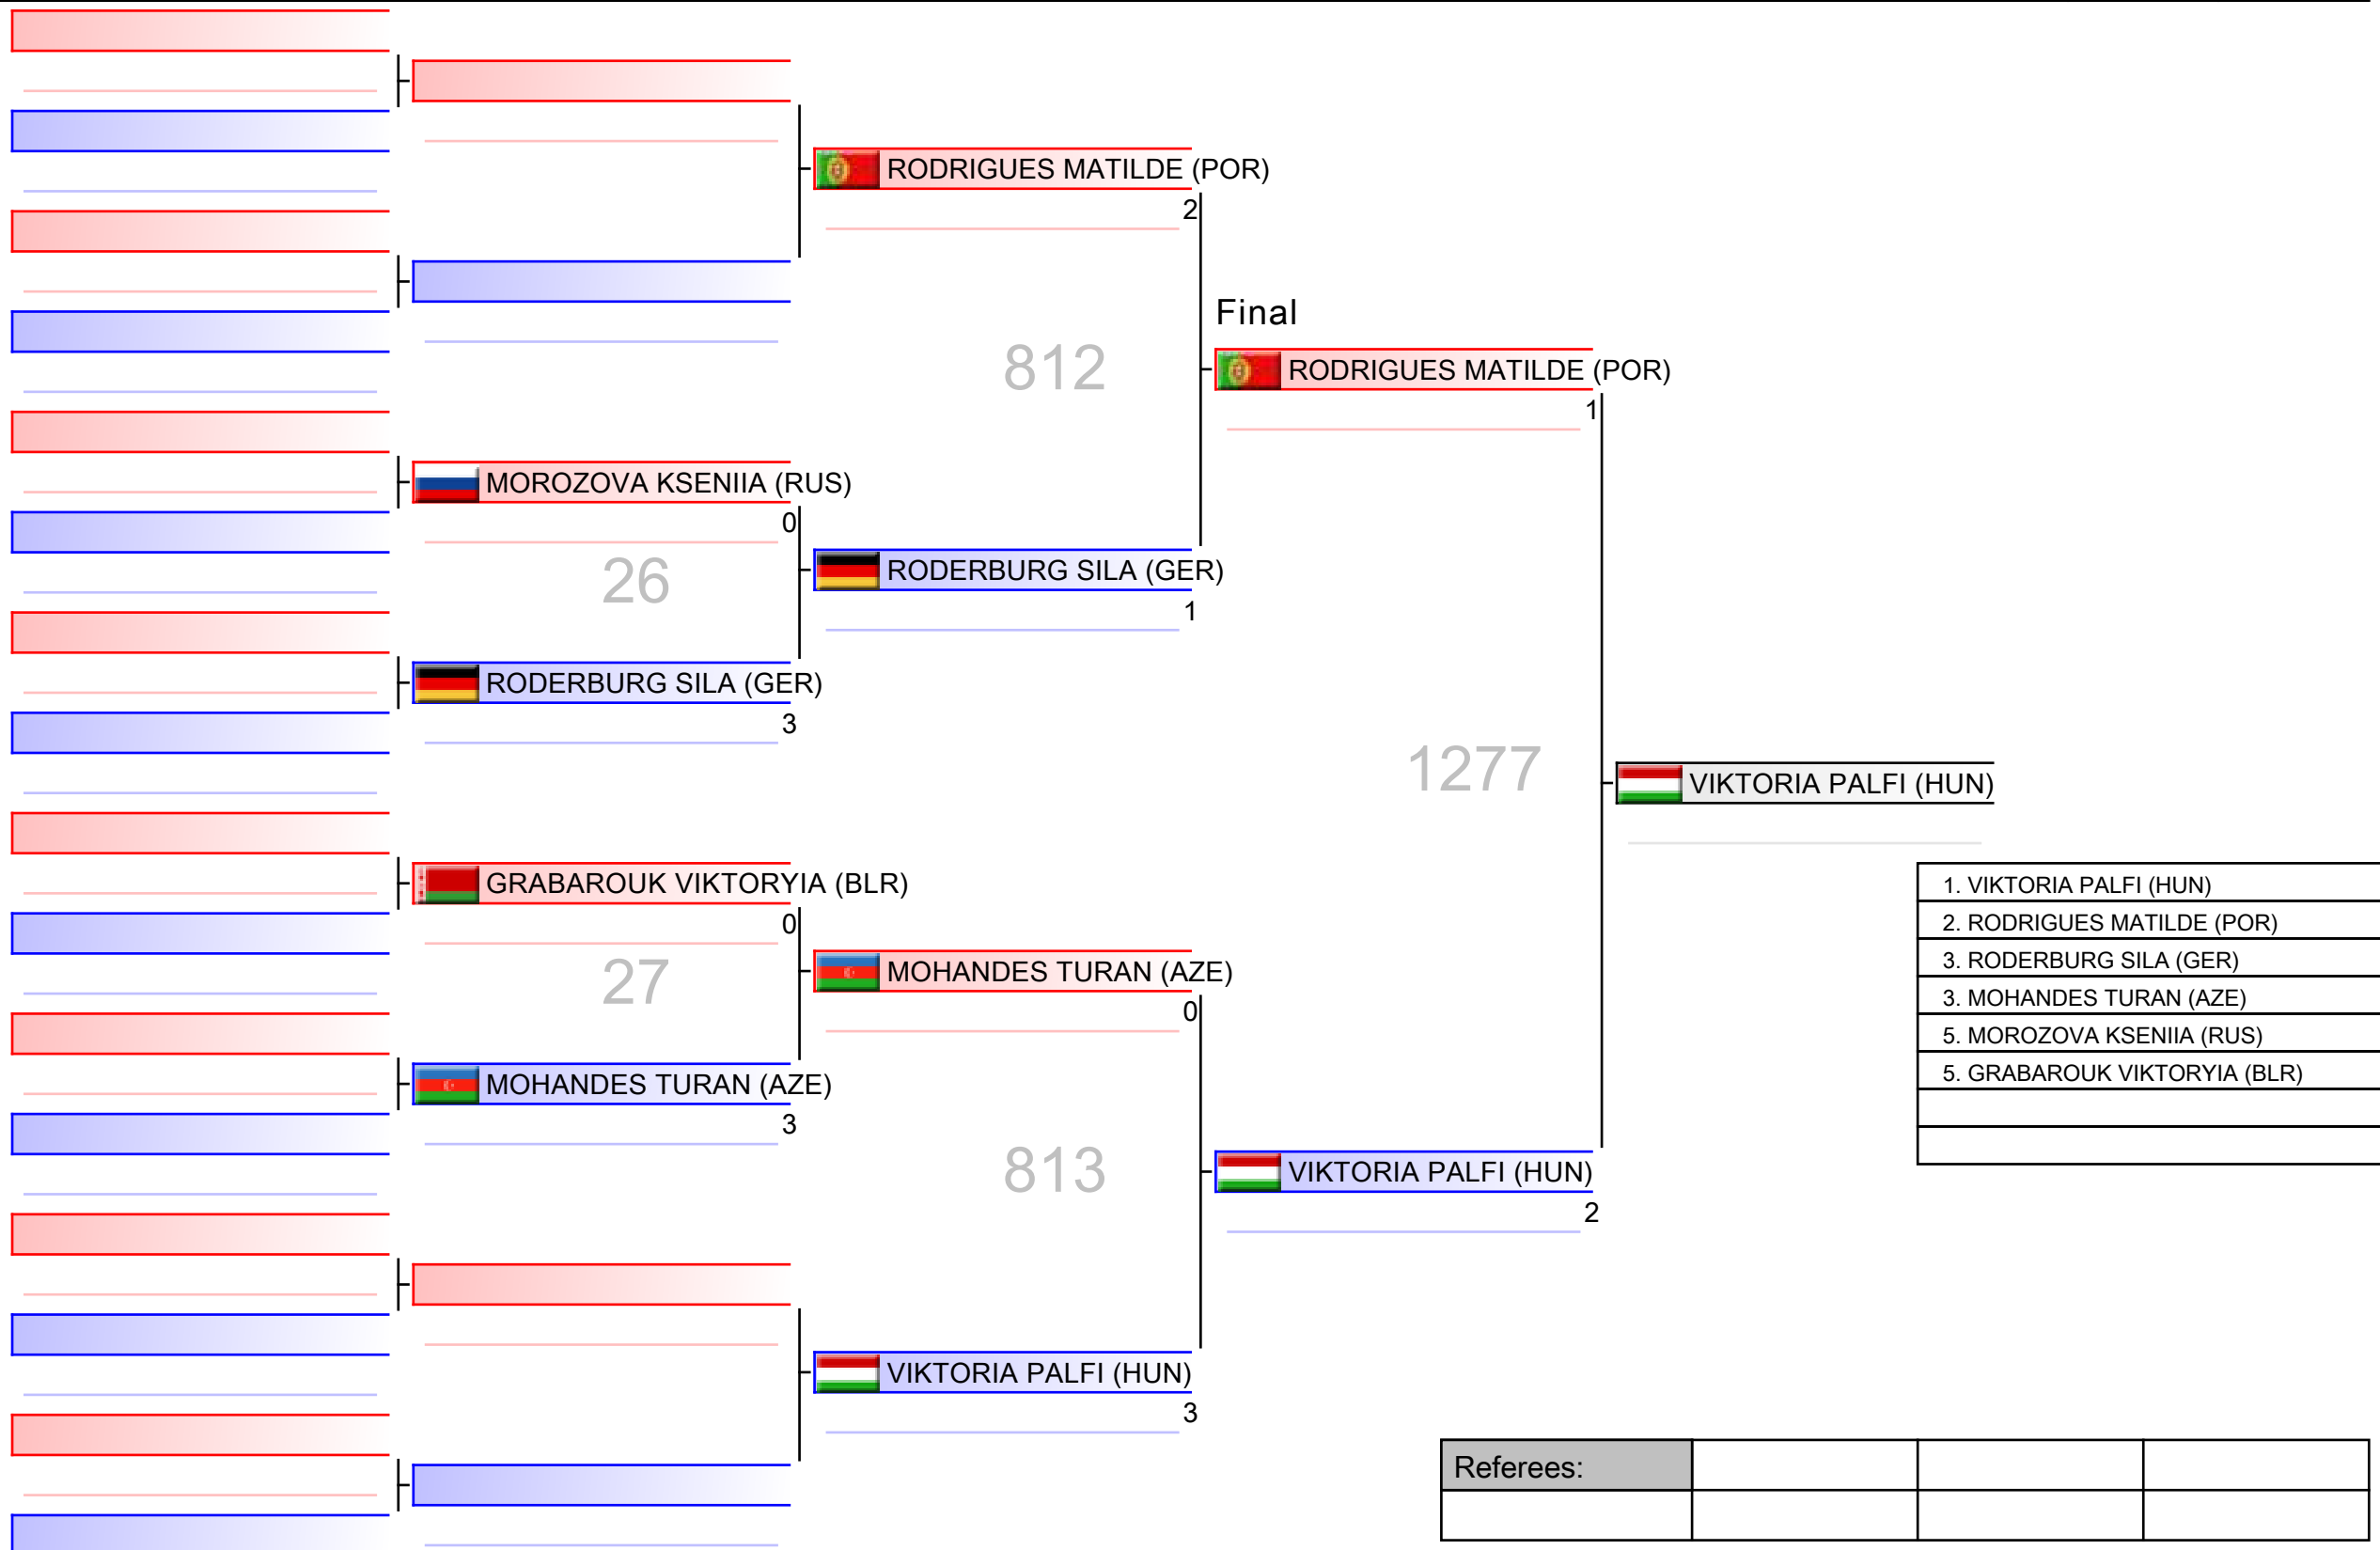 RODRIGUES MATILDE (POR)
2
Final
812
RODRIGUES MATILDE (POR)
1
MOROZOVA KSENIIA (RUS)
0
26
RODERBURG SILA (GER)
1
RODERBURG SILA (GER)
3
1277
VIKTORIA PALFI (HUN)
GRABAROUK VIKTORYIA (BLR)
0
27
MOHANDES TURAN (AZE)
0
MOHANDES TURAN (AZE)
3
813
VIKTORIA PALFI (HUN)
2
VIKTORIA PALFI (HUN)
3
1. VIKTORIA PALFI (HUN)
2. RODRIGUES MATILDE (POR)
3. RODERBURG SILA (GER)
3. MOHANDES TURAN (AZE)
5. MOROZOVA KSENIIA (RUS)
5. GRABAROUK VIKTORYIA (BLR)
Referees: